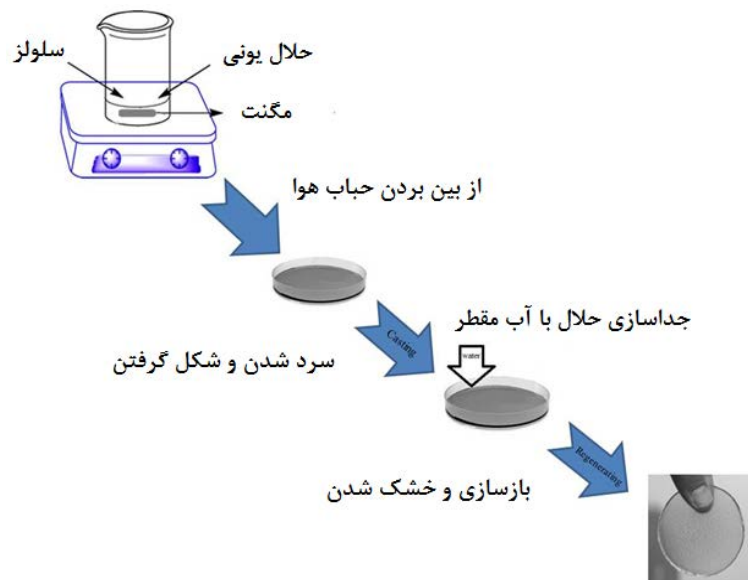 حلال یونی
سلولز
مگنت
از بین بردن حباب هوا
جداسازی حلال با آب مقطر
Casting
water
سرد شدن و شکل گرفتن
Regenerating
بازسازی و خشک شدن